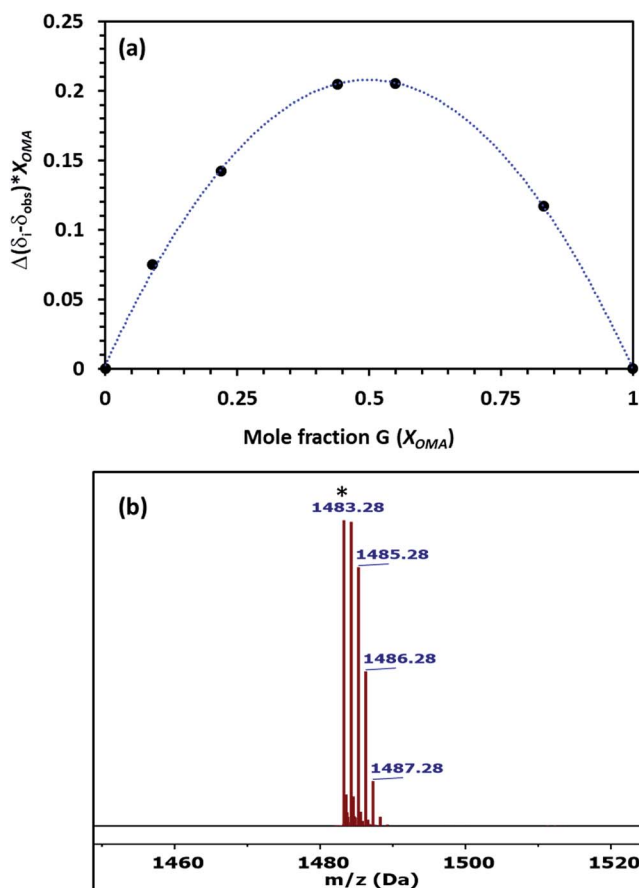 (a)
0.25
0.2
0.15
0.1
0.05
0
Δ(δi-δobs)*XOMA
0 0.25 0.5 0.75 1
Mole fraction G (XOMA)
(b)
*
1483.28
1485.28
1486.28
1487.28
1460 1480 1500 1520
m/z (Da)